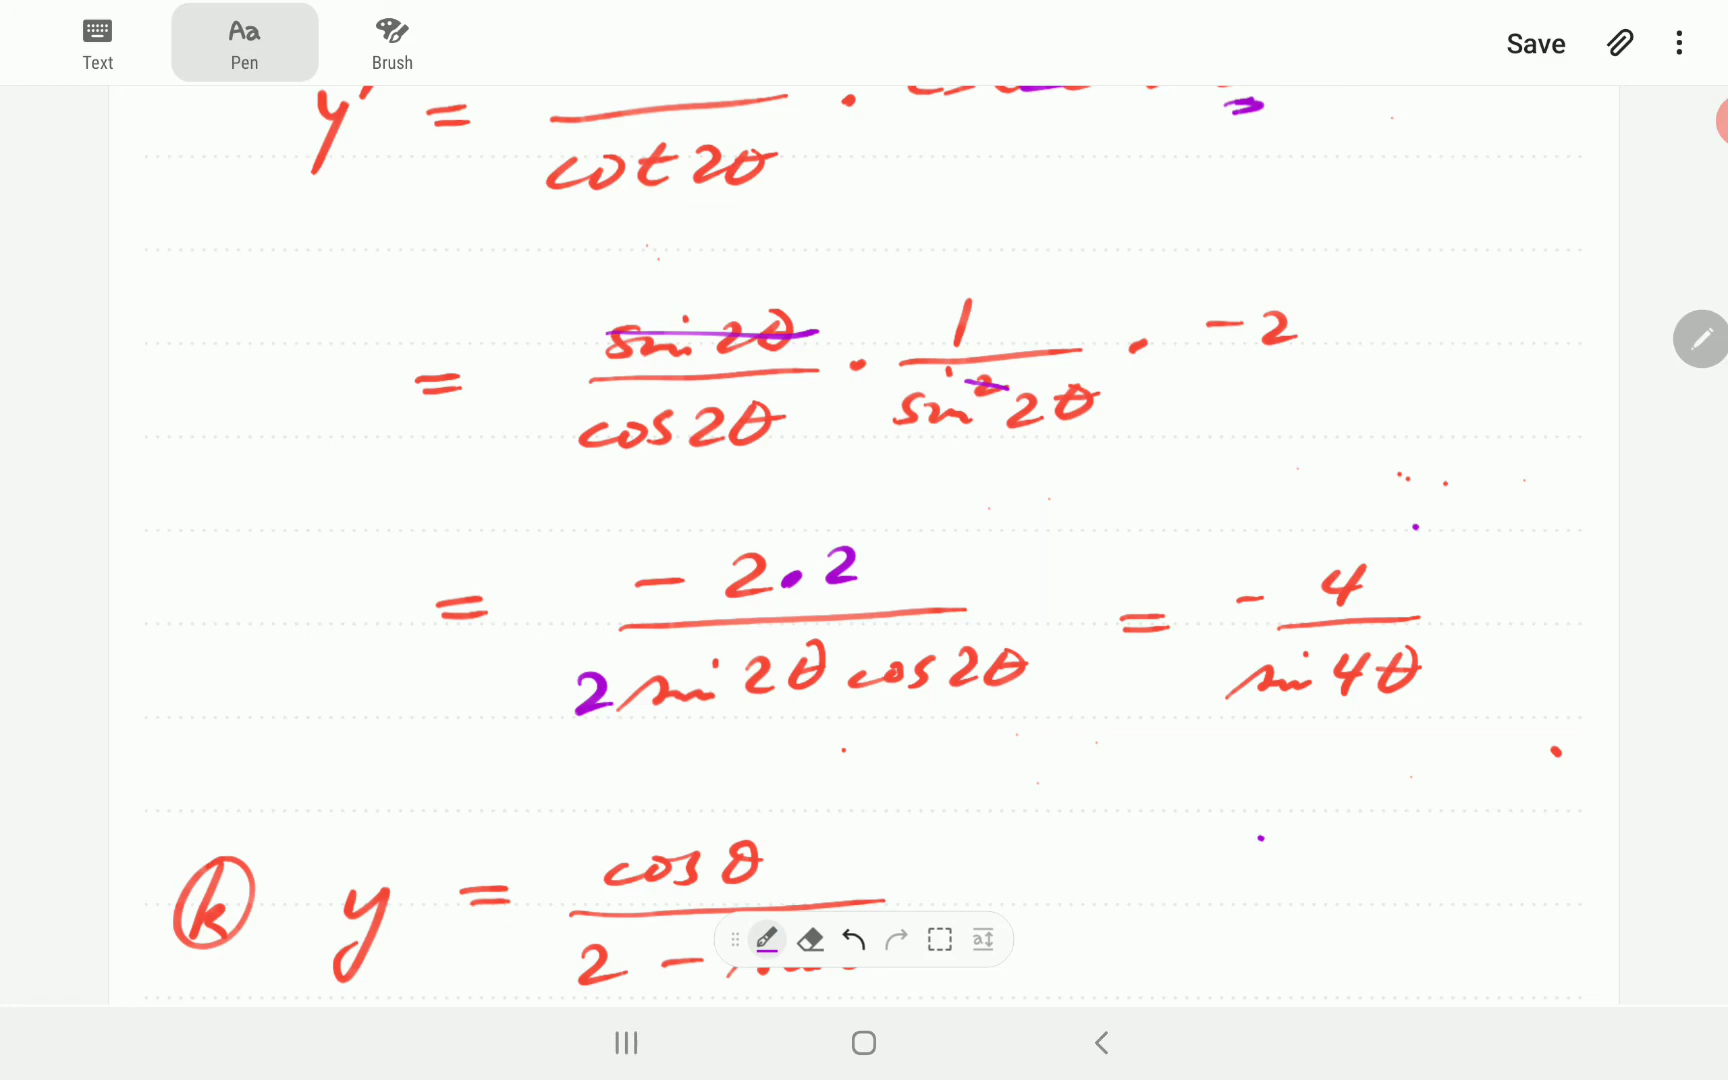 Text Pen Brush Save
y' = / cot 2θ ·
= sin 2θ / cos 2θ · 1 / sin² 2θ · -2
= -2·2 / 2 sin 2θ cos 2θ = -4 / sin 4θ
(k) y = cos θ / 2 -